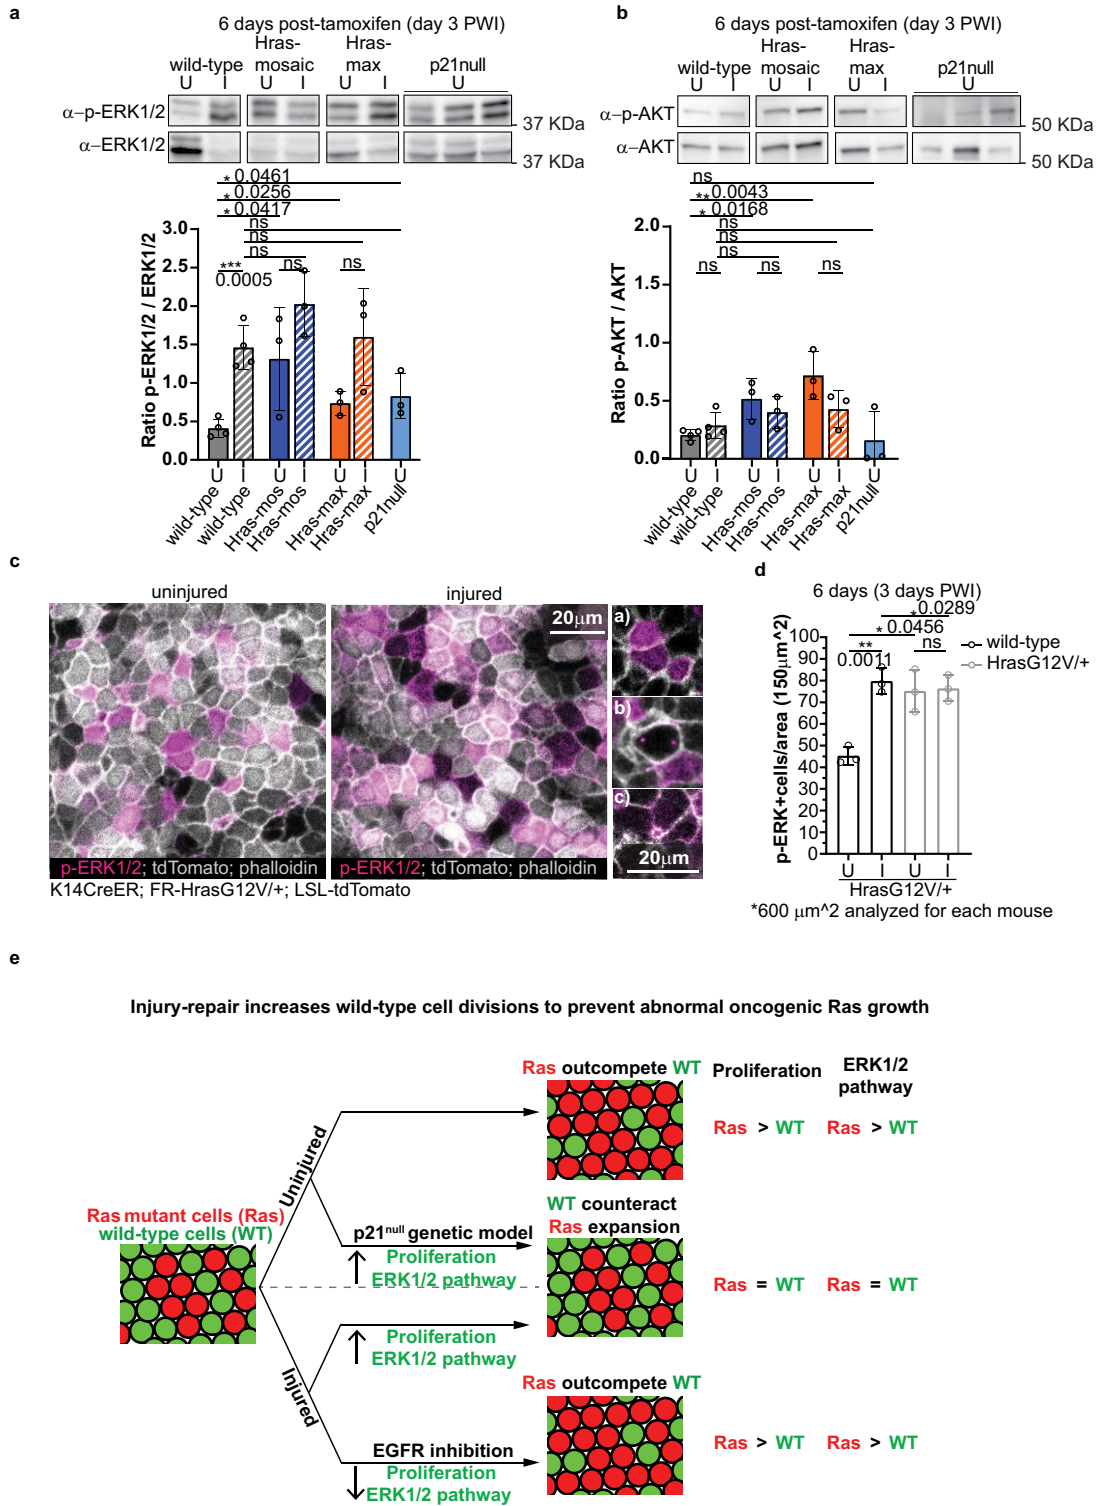 a
6 days post-tamoxifen (day 3 PWI)
wild-type
Hras-
mosaic
Hras-
max
p21null
U I U I U I U
α–p-ERK1/2
37 KDa
α–ERK1/2
37 KDa
* 0.0461
* 0.0256
* 0.0417
ns
ns
ns
***
0.0005
ns
ns
Ratio p-ERK1/2 / ERK1/2
3.0
2.5
2.0
1.5
1.0
0.5
0.0
U I U I U I U
wild-type
wild-type
Hras-mos
Hras-mos
Hras-max
Hras-max
p21null
b
6 days post-tamoxifen (day 3 PWI)
wild-type
Hras-
mosaic
Hras-
max
p21null
U I U I U I U
α–p-AKT
50 KDa
α–AKT
50 KDa
ns
** 0.0043
* 0.0168
ns
ns
ns
ns
ns
ns
Ratio p-AKT / AKT
2.0
1.5
1.0
0.5
0.0
U I U I U I U
wild-type
wild-type
Hras-mos
Hras-mos
Hras-max
Hras-max
p21null
c
uninjured
injured
20µm
a)
b)
c)
20µm
p-ERK1/2; tdTomato; phalloidin
p-ERK1/2; tdTomato; phalloidin
K14CreER; FR-HrasG12V/+; LSL-tdTomato
d
6 days (3 days PWI)
* 0.0289
* 0.0456
**
0.0011
ns
wild-type
HrasG12V/+
p-ERK+cells/area (150µm^2)
100
90
80
70
60
50
40
30
20
10
0
U I U I
HrasG12V/+
*600 µm^2 analyzed for each mouse
e
Injury-repair increases wild-type cell divisions to prevent abnormal oncogenic Ras growth
Ras outcompete WT
Proliferation
ERK1/2
pathway
Ras > WT Ras > WT
Uninjured
Ras mutant cells (Ras)
wild-type cells (WT)
p21null genetic model
Proliferation
ERK1/2 pathway
WT counteract
Ras expansion
Ras = WT Ras = WT
Proliferation
ERK1/2 pathway
Injured
Ras outcompete WT
EGFR inhibition
Proliferation
ERK1/2 pathway
Ras > WT Ras > WT